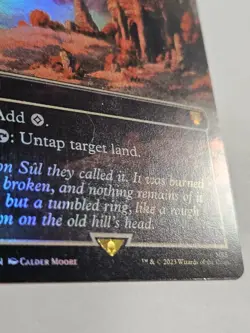 Add
: Untap target land.
on Sûl they called it. It was burned
broken, and nothing remains of it
but a tumbled ring, like a rough
on on the old hill's head.
N CALDER MOORE
™ & © 2023 Wizards of the Coast